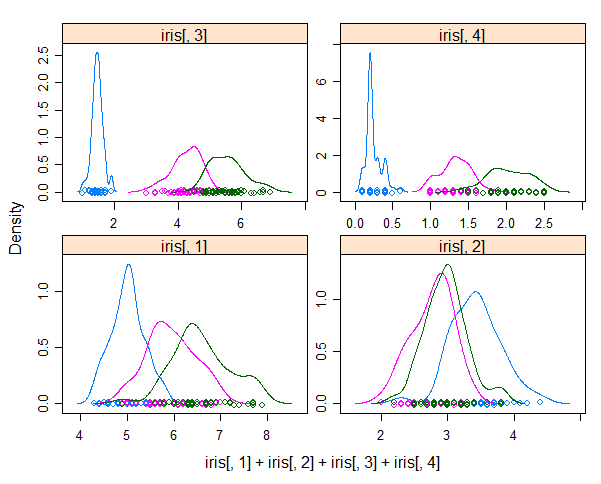 iris[, 3]
iris[, 4]
0.0 0.5 1.0 1.5 2.0 2.5
0 2 4 6 8
2 4 6
0.0 0.5 1.0 1.5 2.0 2.5
Density
iris[, 1]
iris[, 2]
0.0 0.5 1.0
0.0 0.5 1.0
4 5 6 7 8
2 3 4
iris[, 1] + iris[, 2] + iris[, 3] + iris[, 4]